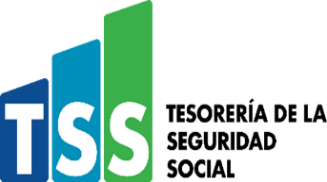 TSS
TESORERÍA DE LA
SEGURIDAD
SOCIAL